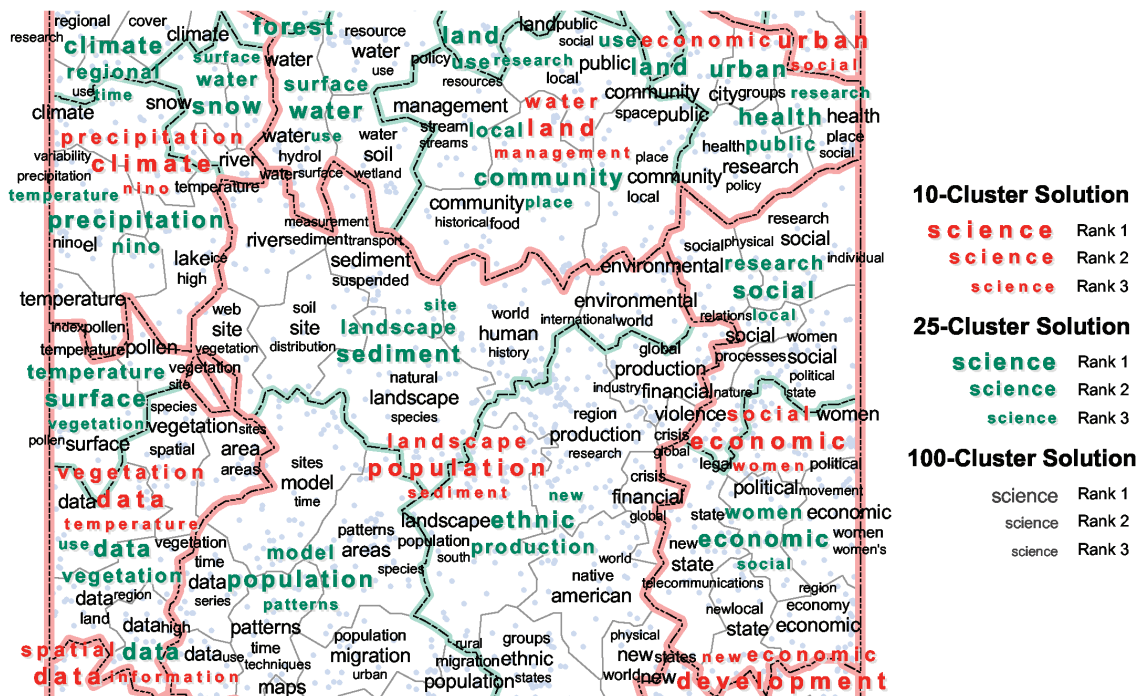 regional cover
research climate climate forest resource land land public
social use economic urban
surface water water policy use research public social
regional use local land urban
water use resources
use time surface community city groups research
climate snow snow water management water space public health health
precipitation water use water stream local land health public place
streams
variability climate river hydrol soil management place research social
precipitation nino temperature water surface wetland community community policy
temperature
precipitation measurement community place local
nino el nino river sediment transport historical food research
social physical social
lake ice sediment environmental research individual
high suspended social
temperature web soil site environmental
index pollen site site landscape world international world relations local
temperature pollen vegetation distribution human social women
temperature vegetation sediment history global processes social
site natural production political
surface species landscape industry financial nature state
vegetation vegetation sites species region violence social women
pollen surface spatial area landscape production crisis economic
vegetation areas sites population research global legal women political
data data model sediment crisis
time new financial political movement
temperature landscape ethnic global state women economic
use data vegetation patterns population production new economic women
time model areas south women's
vegetation data population species world state social
data region series patterns native telecommunications region
land american new local economy
data high patterns population physical state economic
spatial data data use time migration rural groups new states new economic
techniques urban migration ethnic
data information maps population states world new development
10-Cluster Solution
science Rank 1
science Rank 2
science Rank 3
25-Cluster Solution
science Rank 1
science Rank 2
science Rank 3
100-Cluster Solution
science Rank 1
science Rank 2
science Rank 3